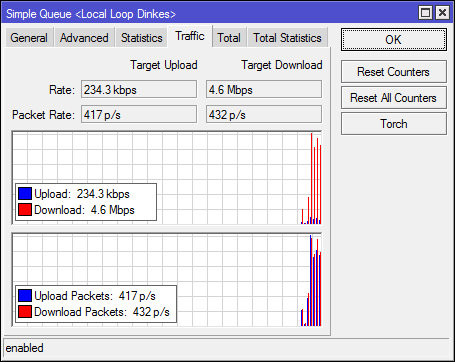 Simple Queue <Local Loop Dinkes>
General Advanced Statistics Traffic Total Total Statistics
Target Upload Target Download
Rate: 234.3 kbps 4.6 Mbps
Packet Rate: 417 p/s 432 p/s
Upload: 234.3 kbps
Download: 4.6 Mbps
Upload Packets: 417 p/s
Download Packets: 432 p/s
OK
Reset Counters
Reset All Counters
Torch
enabled